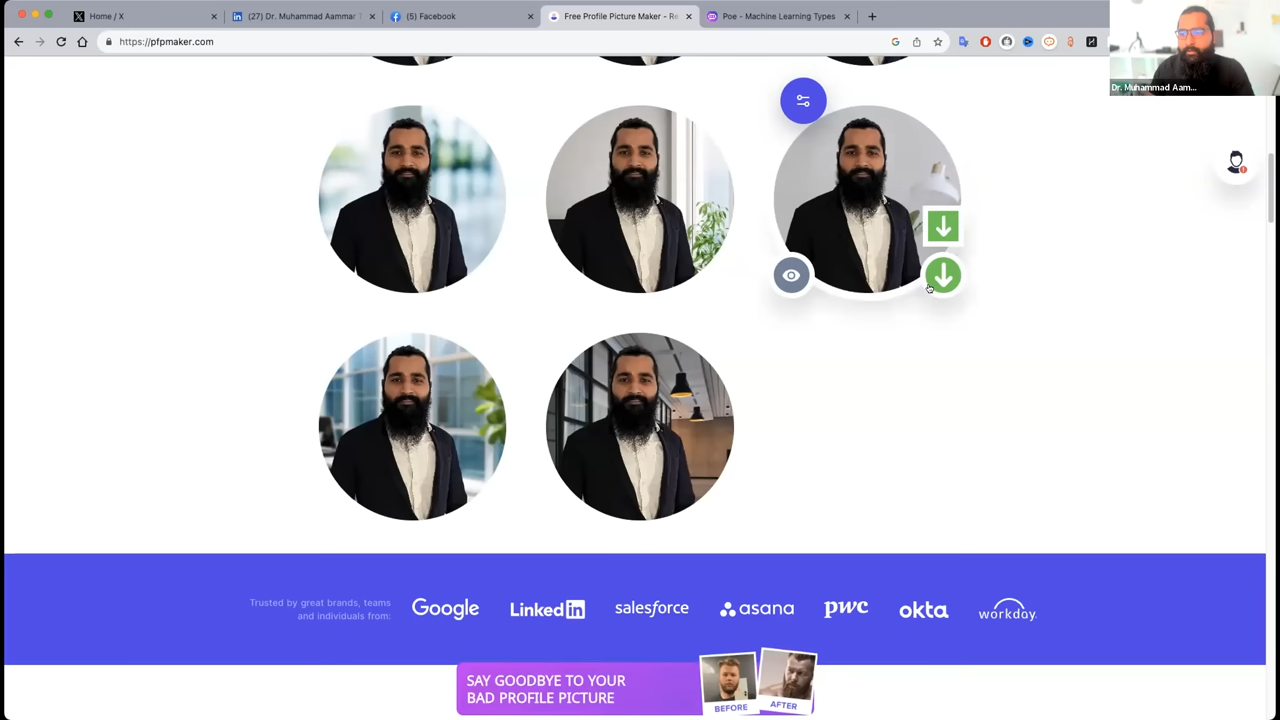 Home / X
(27) Dr. Muhammad Aammar T
(5) Facebook
Free Profile Picture Maker - Re
Poe - Machine Learning Types
https://pfpmaker.com
Dr. Muhammad Aam...
Trusted by great brands, teams
and individuals from:
Google
Linkedin
salesforce
asana
pwc
okta
workday.
SAY GOODBYE TO YOUR
BAD PROFILE PICTURE
BEFORE
AFTER